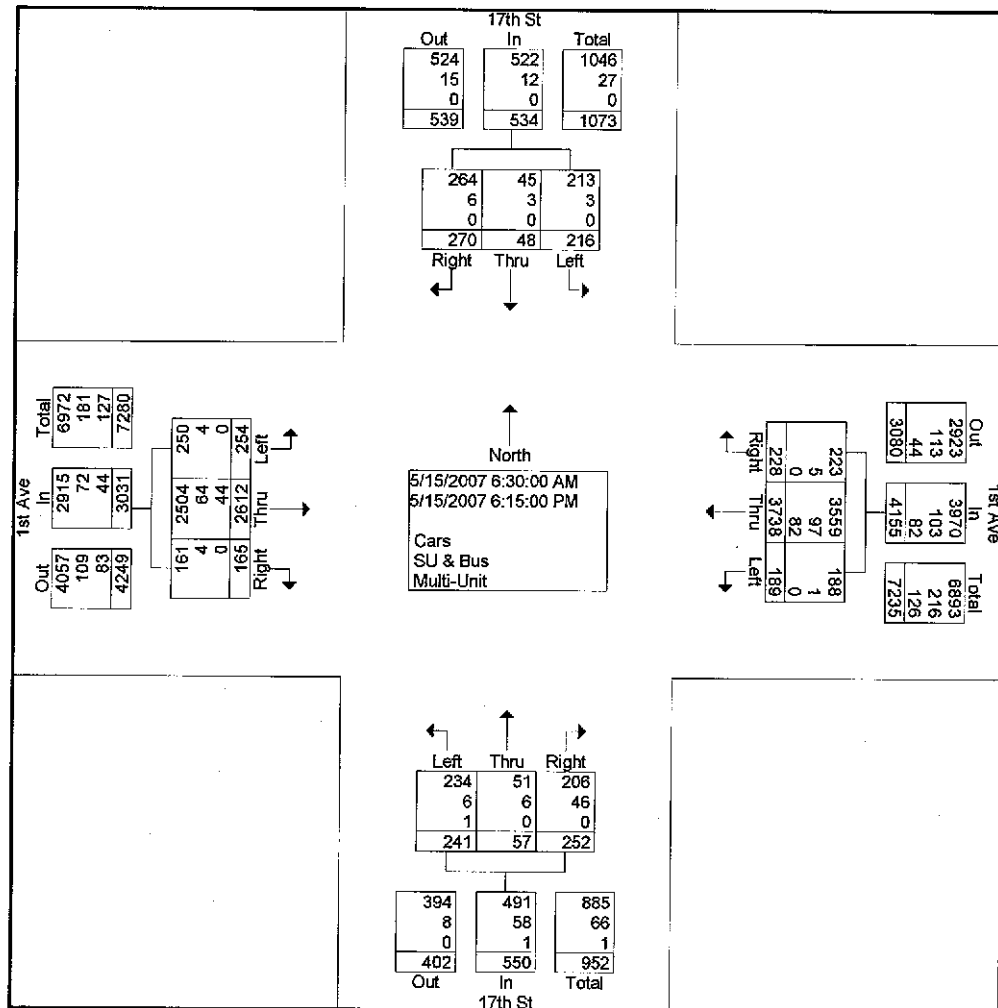 17th St
Out In Total
524 522 1046
15 12 27
0 0 0
539 534 1073
264 45 213
6 3 3
0 0 0
270 48 216
Right Thru Left
1st Ave
Total
6972
181
127
7280
In
2915
72
44
3031
Out
4057
109
83
4249
250 4 0 254 Left
2504 64 44 2612 Thru
161 4 0 165 Right
North
5/15/2007 6:30:00 AM
5/15/2007 6:15:00 PM
Cars
SU & Bus
Multi-Unit
Right 223 5 0 228
Thru 3559 97 82 3738
Left 188 1 0 189
1st Ave
Out
2923
113
44
3080
In
3970
103
82
4155
Total
6893
216
126
7235
Left Thru Right
234 51 206
6 6 46
1 0 0
241 57 252
394 491 885
8 58 66
0 1 1
402 550 952
Out In Total
17th St